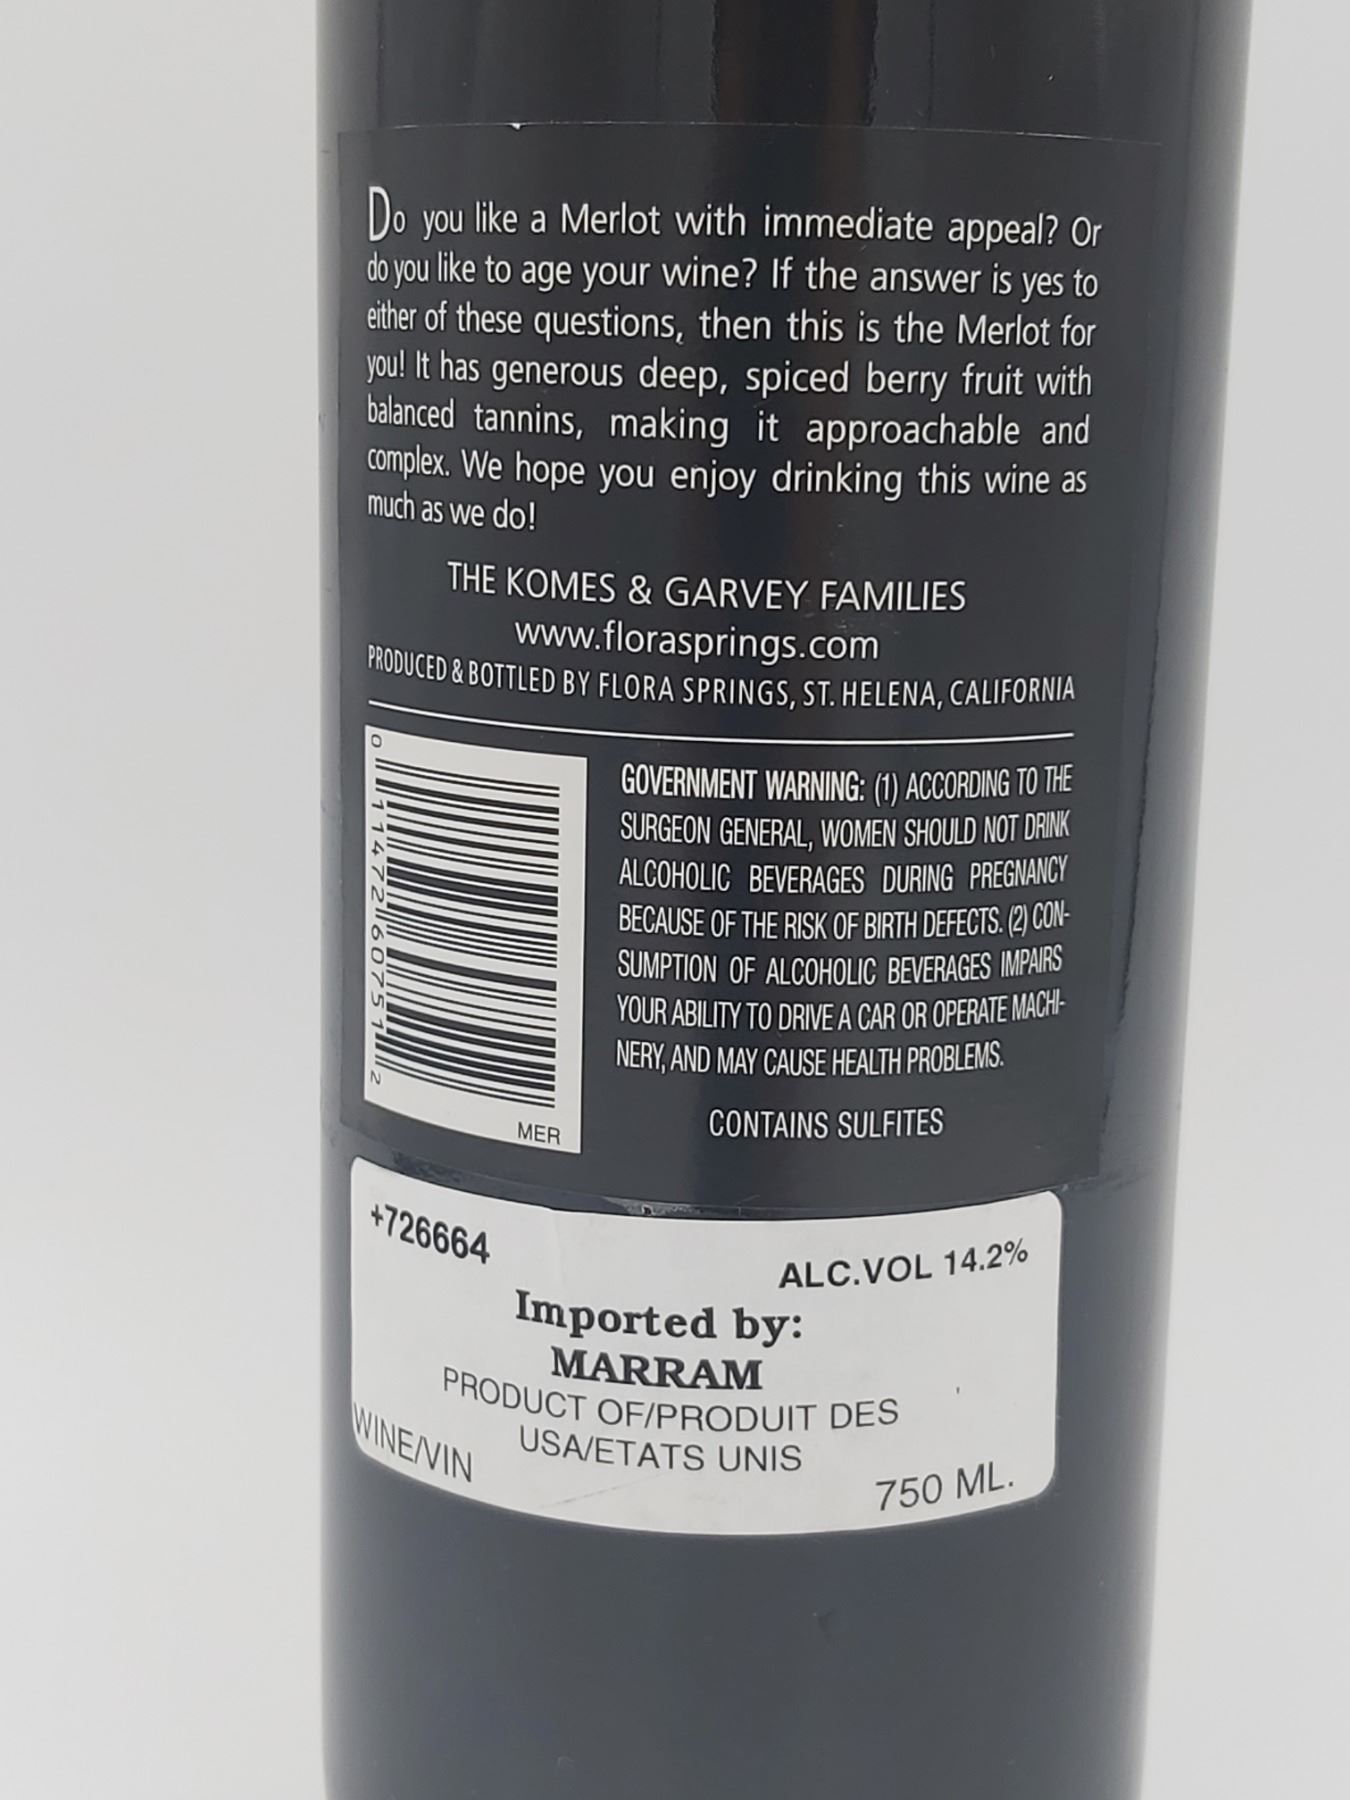 Do you like a Merlot with immediate appeal? Or
do you like to age your wine? If the answer is yes to
either of these questions, then this is the Merlot for
you! It has generous deep, spiced berry fruit with
balanced tannins, making it approachable and
complex. We hope you enjoy drinking this wine as
much as we do!
THE KOMES & GARVEY FAMILIES
www.florasprings.com
PRODUCED & BOTTLED BY FLORA SPRINGS, ST. HELENA, CALIFORNIA
0 11472 60751 2
MER
GOVERNMENT WARNING: (1) ACCORDING TO THE
SURGEON GENERAL, WOMEN SHOULD NOT DRINK
ALCOHOLIC BEVERAGES DURING PREGNANCY
BECAUSE OF THE RISK OF BIRTH DEFECTS. (2) CON-
SUMPTION OF ALCOHOLIC BEVERAGES IMPAIRS
YOUR ABILITY TO DRIVE A CAR OR OPERATE MACHI-
NERY, AND MAY CAUSE HEALTH PROBLEMS.
CONTAINS SULFITES
+726664
ALC.VOL 14.2%
Imported by:
MARRAM
PRODUCT OF/PRODUIT DES
USA/ETATS UNIS
WINE/VIN
750 ML.